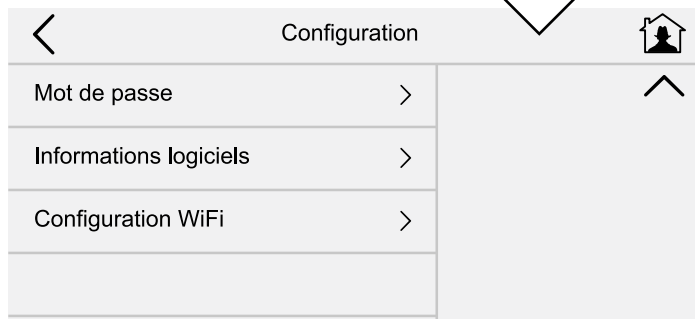 Configuration
Mot de passe
Informations logiciels
Configuration WiFi